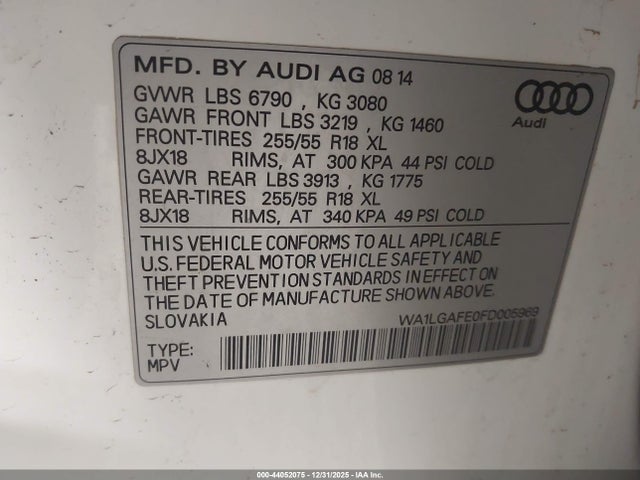 MFD. BY AUDI AG 08 14
GVWR LBS 6790 , KG 3080
GAWR FRONT LBS 3219 , KG 1460
FRONT-TIRES 255/55 R18 XL
8JX18 RIMS, AT 300 KPA 44 PSI COLD
GAWR REAR LBS 3913 , KG 1775
REAR-TIRES 255/55 R18 XL
8JX18 RIMS, AT 340 KPA 49 PSI COLD
Audi
THIS VEHICLE CONFORMS TO ALL APPLICABLE
U.S. FEDERAL MOTOR VEHICLE SAFETY AND
THEFT PREVENTION STANDARDS IN EFFECT ON
THE DATE OF MANUFACTURE SHOWN ABOVE
SLOVAKIA WA1LGAFE0FD005969
TYPE:
MPV
000-44052075 - 12/31/2025 - IAA Inc.